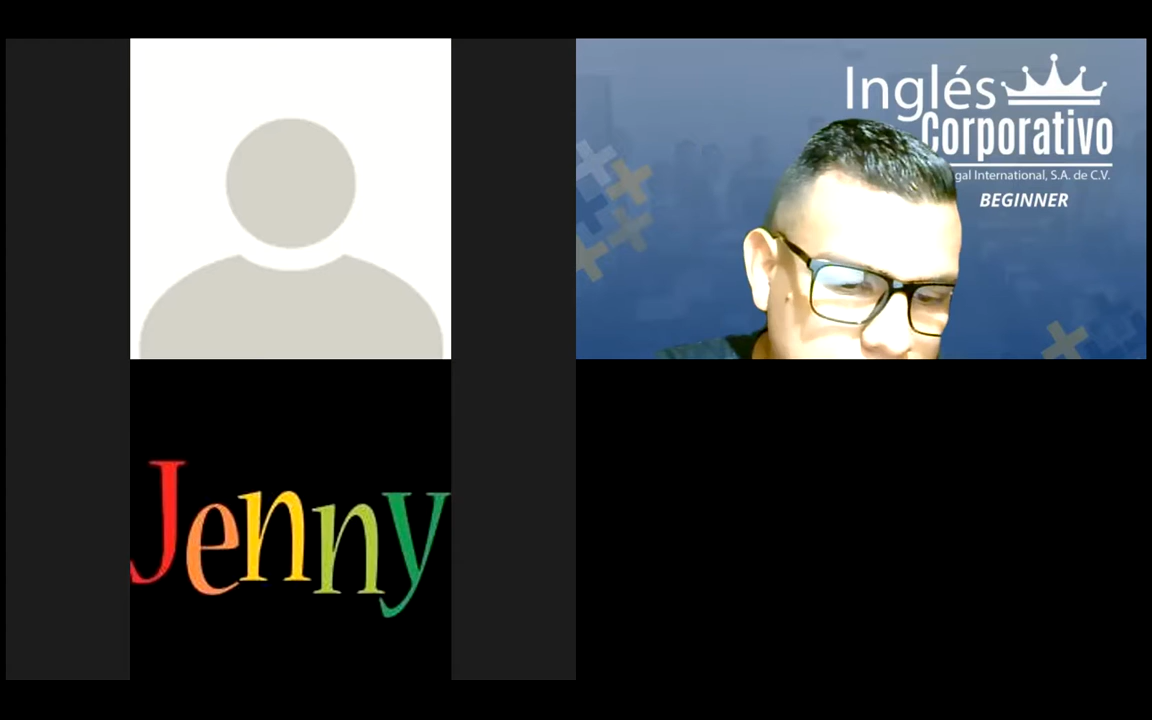 Inglés
Corporativo
gal International, S.A. de C.V.
BEGINNER
Jenny